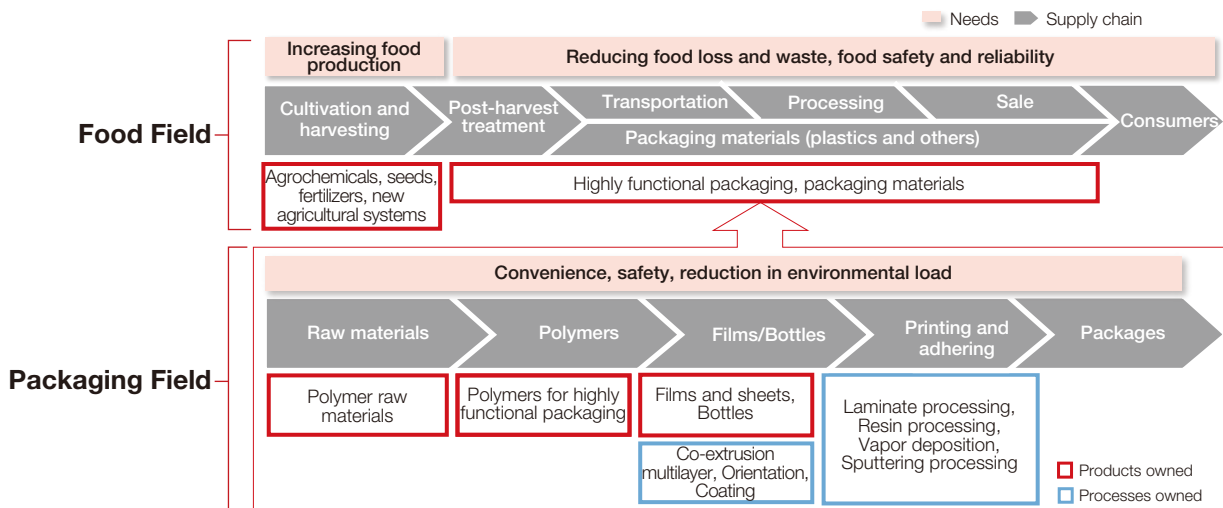 Needs
Supply chain
Increasing food
production
Reducing food loss and waste, food safety and reliability
Food Field
Cultivation and
harvesting
Post-harvest
treatment
Transportation
Processing
Sale
Packaging materials (plastics and others)
Consumers
Agrochemicals, seeds,
fertilizers, new
agricultural systems
Highly functional packaging, packaging materials
Convenience, safety, reduction in environmental load
Packaging Field
Raw materials
Polymers
Films/Bottles
Printing and
adhering
Packages
Polymer raw
materials
Polymers for highly
functional packaging
Films and sheets,
Bottles
Co-extrusion
multilayer, Orientation,
Coating
Laminate processing,
Resin processing,
Vapor deposition,
Sputtering processing
Products owned
Processes owned